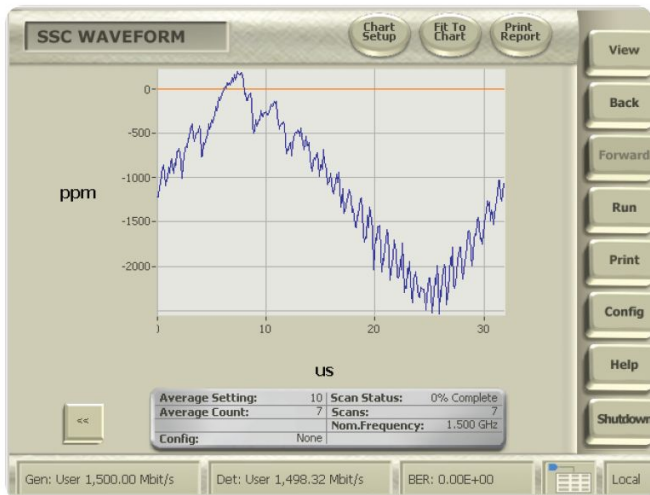 SSC WAVEFORM
Chart Setup
Fit To Chart
Print Report
View
Back
Forward
Run
Print
Config
Help
Shutdown
ppm
0
-500
-1000
-1500
-2000
10
20
30
us
<<
Average Setting: 10 Scan Status: 0% Complete
Average Count: 7 Scans: 7
Nom.Frequency: 1.500 GHz
Config: None
Gen: User 1,500.00 Mbit/s
Det: User 1,498.32 Mbit/s
BER: 0.00E+00
Local